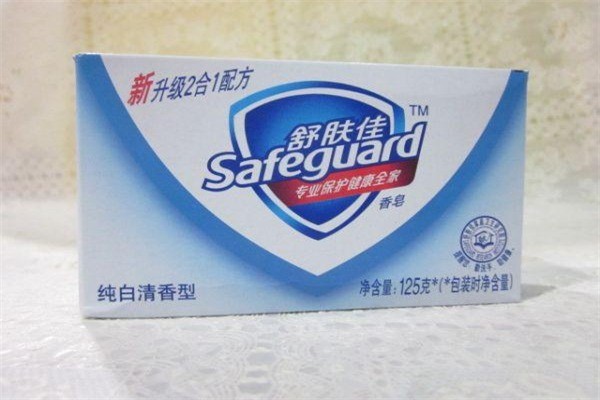 新升级2合1配方
TM
舒肤佳
Safeguard
专业保护健康全家
香皂
纯白清香型
净含量:125克*(*包装时净含量)